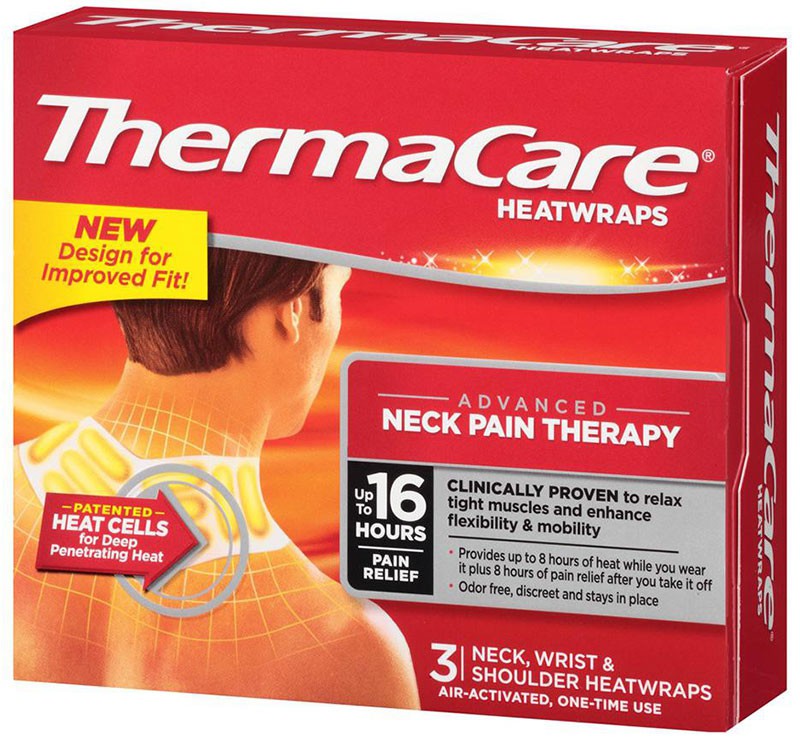 ThermaCare®
HEATWRAPS
ThermaCare®
HEATWRAPS
NEW
Design for
Improved Fit!
ADVANCED
NECK PAIN THERAPY
Up
To
16
HOURS
PAIN
RELIEF
CLINICALLY PROVEN to relax
tight muscles and enhance
flexibility & mobility
• Provides up to 8 hours of heat while you wear
it plus 8 hours of pain relief after you take it off
• Odor free, discreet and stays in place
PATENTED
HEAT CELLS
for Deep
Penetrating Heat
3 NECK, WRIST &
SHOULDER HEATWRAPS
AIR-ACTIVATED, ONE-TIME USE
ThermaCare®
HEATWRAPS